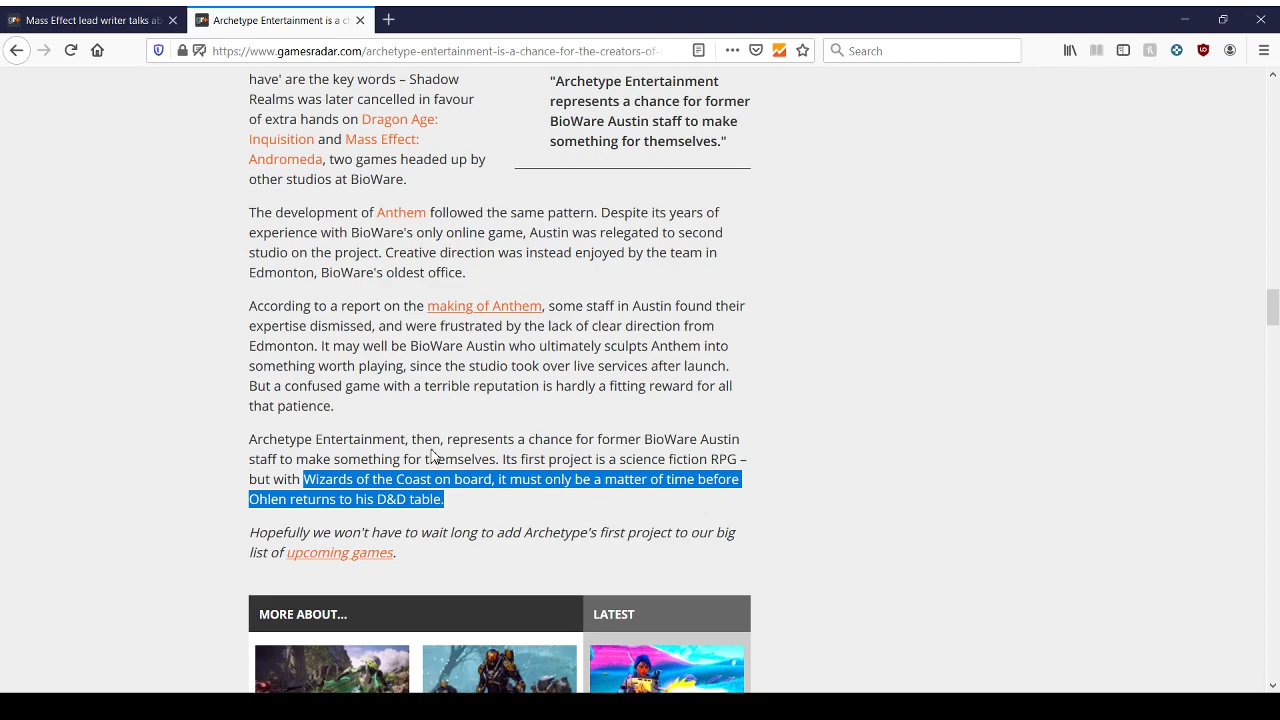 Mass Effect lead writer talks ab
Archetype Entertainment is a c
https://www.gamesradar.com/archetype-entertainment-is-a-chance-for-the-creators-of-
Search
have' are the key words – Shadow
Realms was later cancelled in favour
of extra hands on Dragon Age:
Inquisition and Mass Effect:
Andromeda, two games headed up by
other studios at BioWare.
"Archetype Entertainment
represents a chance for former
BioWare Austin staff to make
something for themselves."
The development of Anthem followed the same pattern. Despite its years of
experience with BioWare's only online game, Austin was relegated to second
studio on the project. Creative direction was instead enjoyed by the team in
Edmonton, BioWare's oldest office.
According to a report on the making of Anthem, some staff in Austin found their
expertise dismissed, and were frustrated by the lack of clear direction from
Edmonton. It may well be BioWare Austin who ultimately sculpts Anthem into
something worth playing, since the studio took over live services after launch.
But a confused game with a terrible reputation is hardly a fitting reward for all
that patience.
Archetype Entertainment, then, represents a chance for former BioWare Austin
staff to make something for themselves. Its first project is a science fiction RPG –
but with Wizards of the Coast on board, it must only be a matter of time before
Ohlen returns to his D&D table.
Hopefully we won't have to wait long to add Archetype's first project to our big
list of upcoming games.
MORE ABOUT...
LATEST